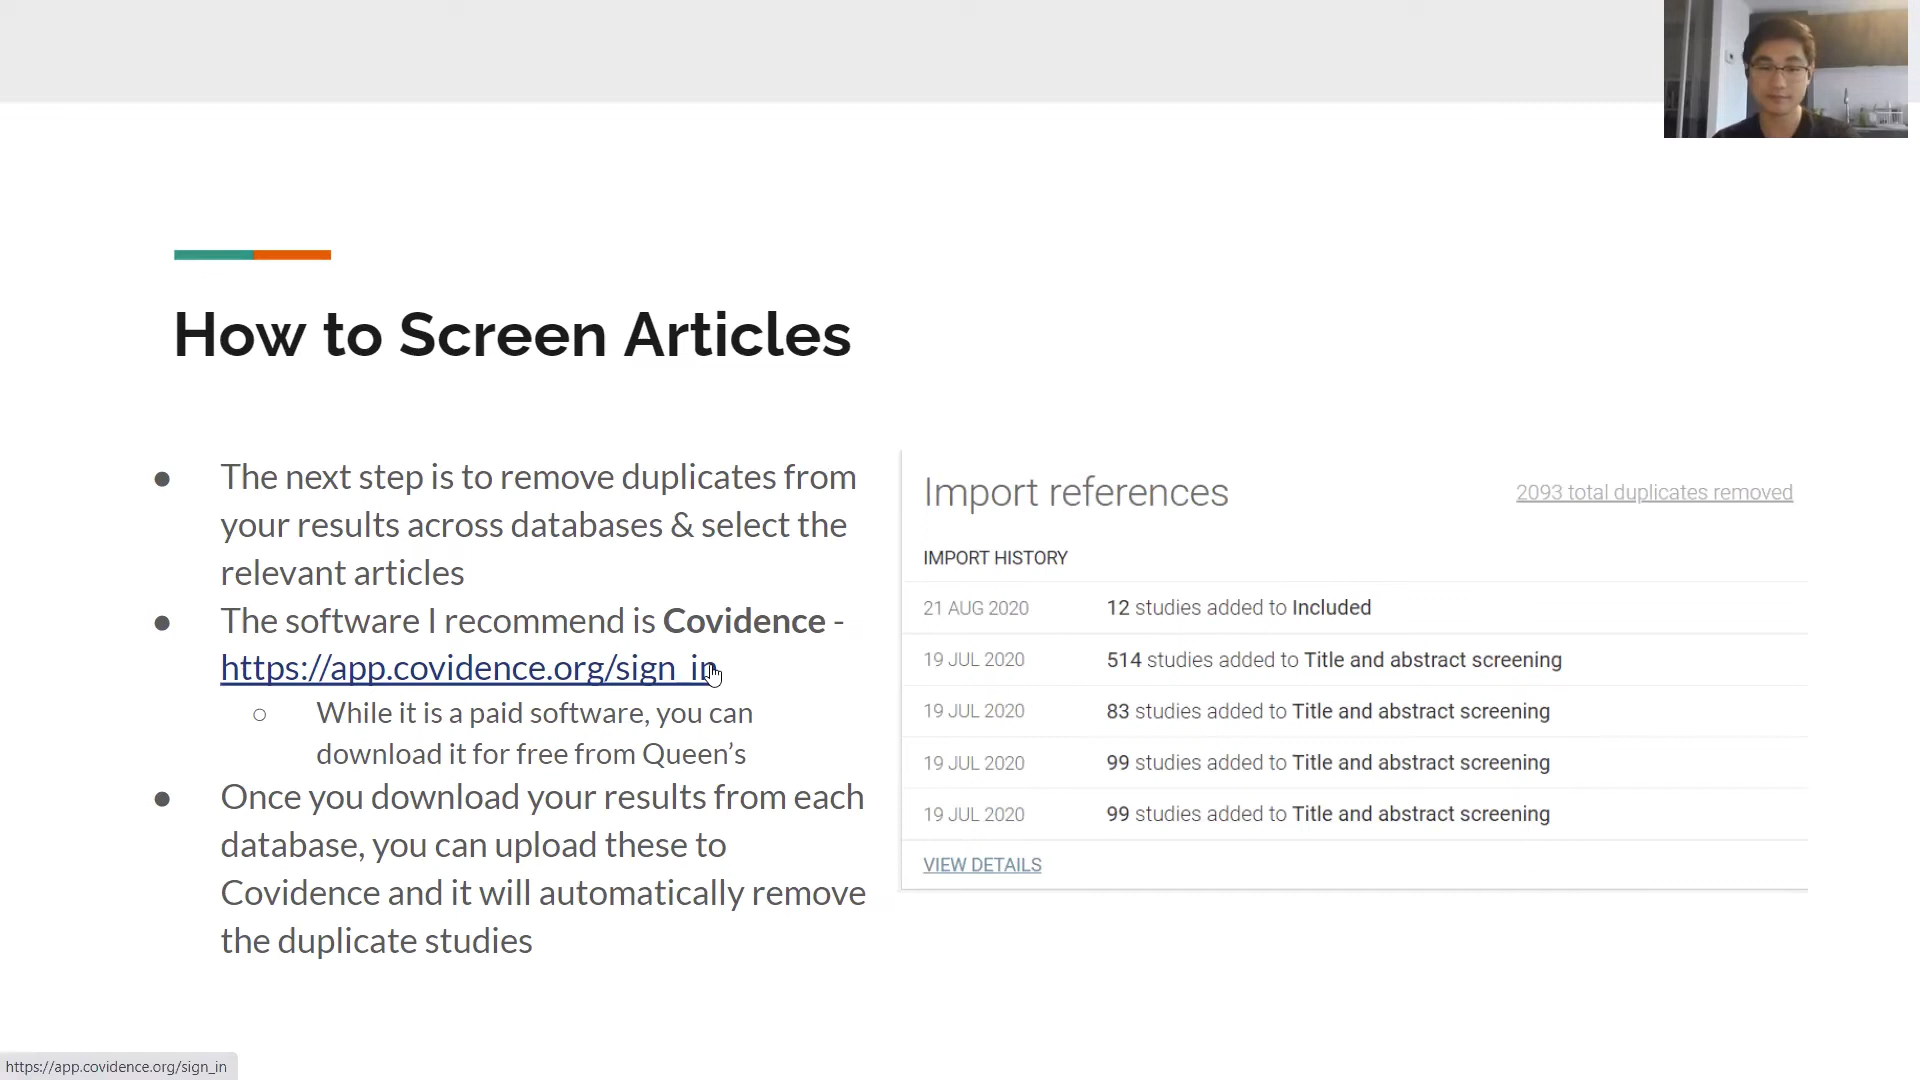 How to Screen Articles
● The next step is to remove duplicates from
your results across databases & select the
relevant articles
● The software I recommend is Covidence -
https://app.covidence.org/sign_in
○ While it is a paid software, you can
download it for free from Queen’s
● Once you download your results from each
database, you can upload these to
Covidence and it will automatically remove
the duplicate studies
Import references 2093 total duplicates removed
IMPORT HISTORY
21 AUG 2020 12 studies added to Included
19 JUL 2020 514 studies added to Title and abstract screening
19 JUL 2020 83 studies added to Title and abstract screening
19 JUL 2020 99 studies added to Title and abstract screening
19 JUL 2020 99 studies added to Title and abstract screening
VIEW DETAILS
https://app.covidence.org/sign_in